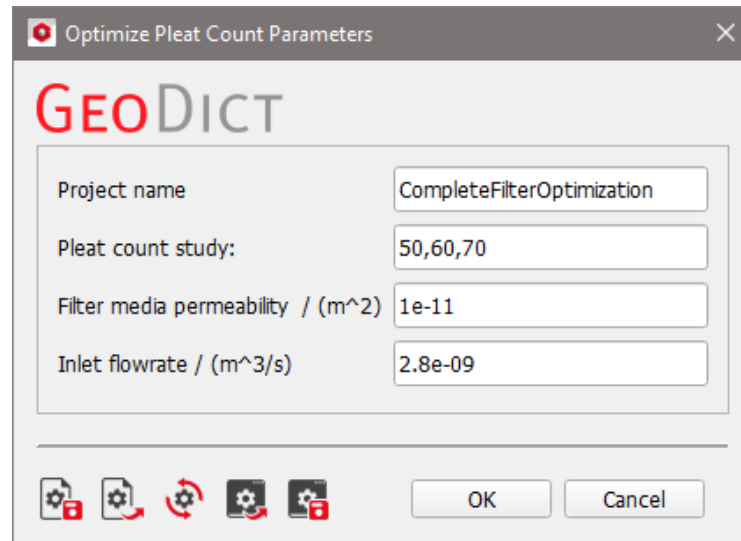 Optimize Pleat Count Parameters
GEODICT
Project name CompleteFilterOptimization
Pleat count study: 50,60,70
Filter media permeability / (m^2) 1e-11
Inlet flowrate / (m^3/s) 2.8e-09
OK Cancel